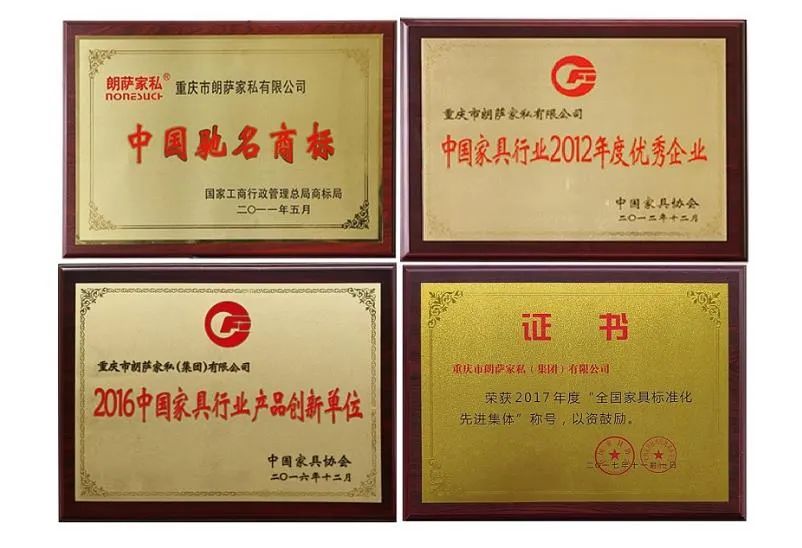 朗萨家私®
NONESUCH
重庆市朗萨家私有限公司
中国驰名商标
国家工商行政管理总局商标局
二〇一一年五月
重庆市朗萨家私有限公司
中国家具行业2012年度优秀企业
中国家具协会
二〇一二年十二月
重庆市朗萨家私(集团)有限公司
2016中国家具行业产品创新单位
中国家具协会
二〇一六年十二月
证书
重庆市朗萨家私(集团)有限公司
荣获2017年度“全国家具标准化
先进集体”称号,以资鼓励。
二〇一七年十一月